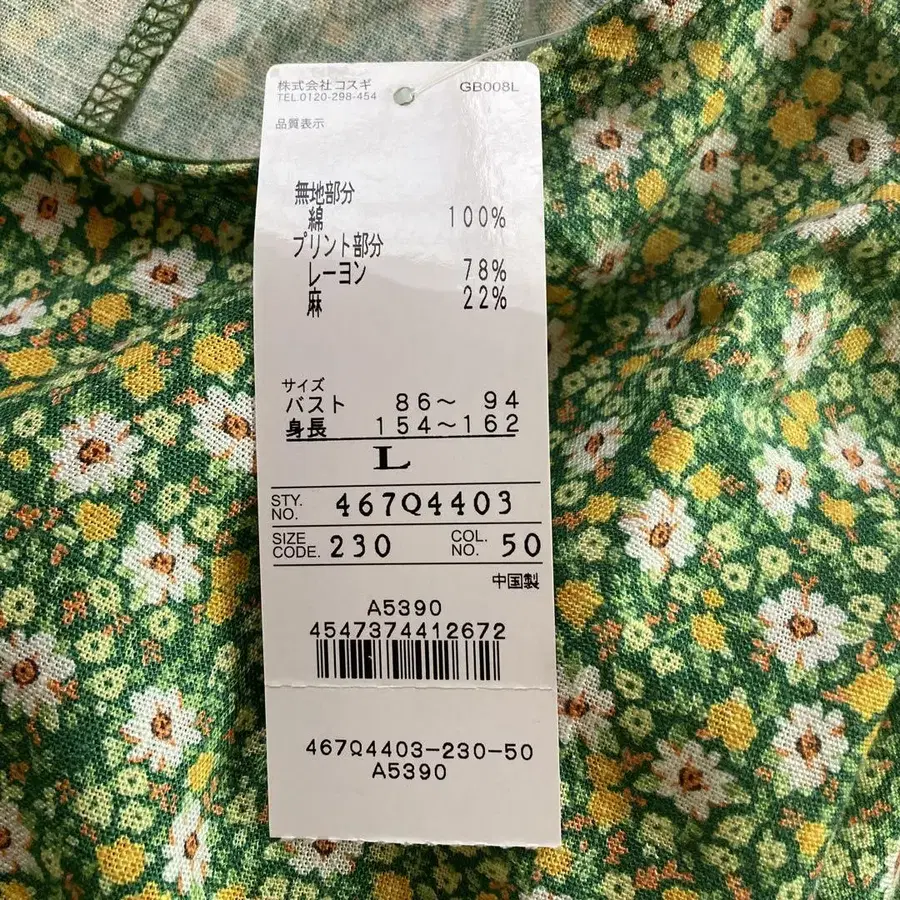 株式会社 コスギ
TEL.0120-298-454
GB008L
品質表示
無地部分
綿 100%
プリント部分
レーヨン 78%
麻 22%
サイズ
バスト 86～ 94
身長 154～162
L
STY. NO. 467Q4403
SIZE CODE. 230 COL. NO. 50
中国製
A5390
4547374412672
467Q4403-230-50
A5390